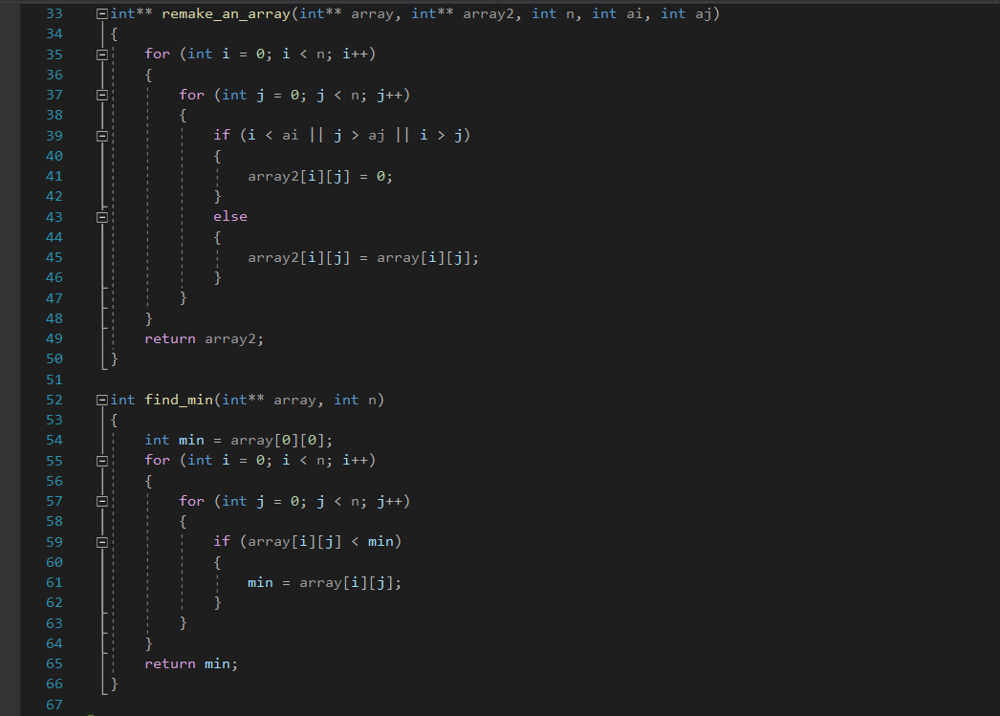 33 int** remake_an_array(int** array, int** array2, int n, int ai, int aj)
34 {
35 for (int i = 0; i < n; i++)
36 {
37 for (int j = 0; j < n; j++)
38 {
39 if (i < ai || j > aj || i > j)
40 {
41 array2[i][j] = 0;
42 }
43 else
44 {
45 array2[i][j] = array[i][j];
46 }
47 }
48 }
49 return array2;
50 }
51
52 int find_min(int** array, int n)
53 {
54 int min = array[0][0];
55 for (int i = 0; i < n; i++)
56 {
57 for (int j = 0; j < n; j++)
58 {
59 if (array[i][j] < min)
60 {
61 min = array[i][j];
62 }
63 }
64 }
65 return min;
66 }
67